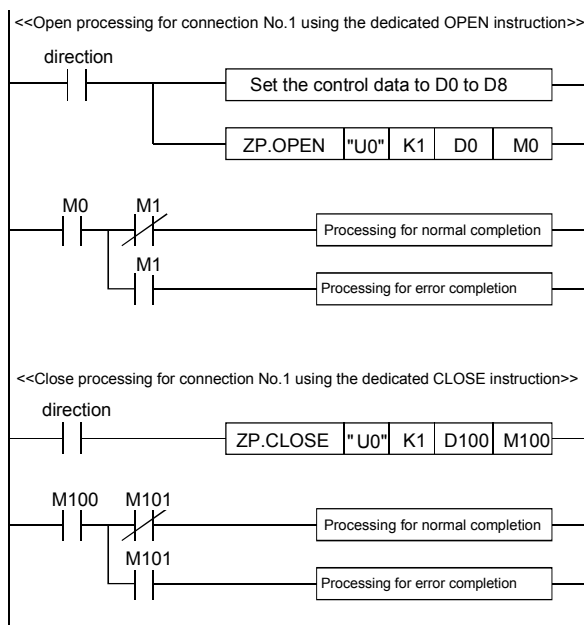 <<Open processing for connection No.1 using the dedicated OPEN instruction>>
direction
Set the control data to D0 to D8
ZP.OPEN "U0" K1 D0 M0
M0 M1
Processing for normal completion
M1
Processing for error completion
<<Close processing for connection No.1 using the dedicated CLOSE instruction>>
direction
ZP.CLOSE "U0" K1 D100 M100
M100 M101
Processing for normal completion
M101
Processing for error completion